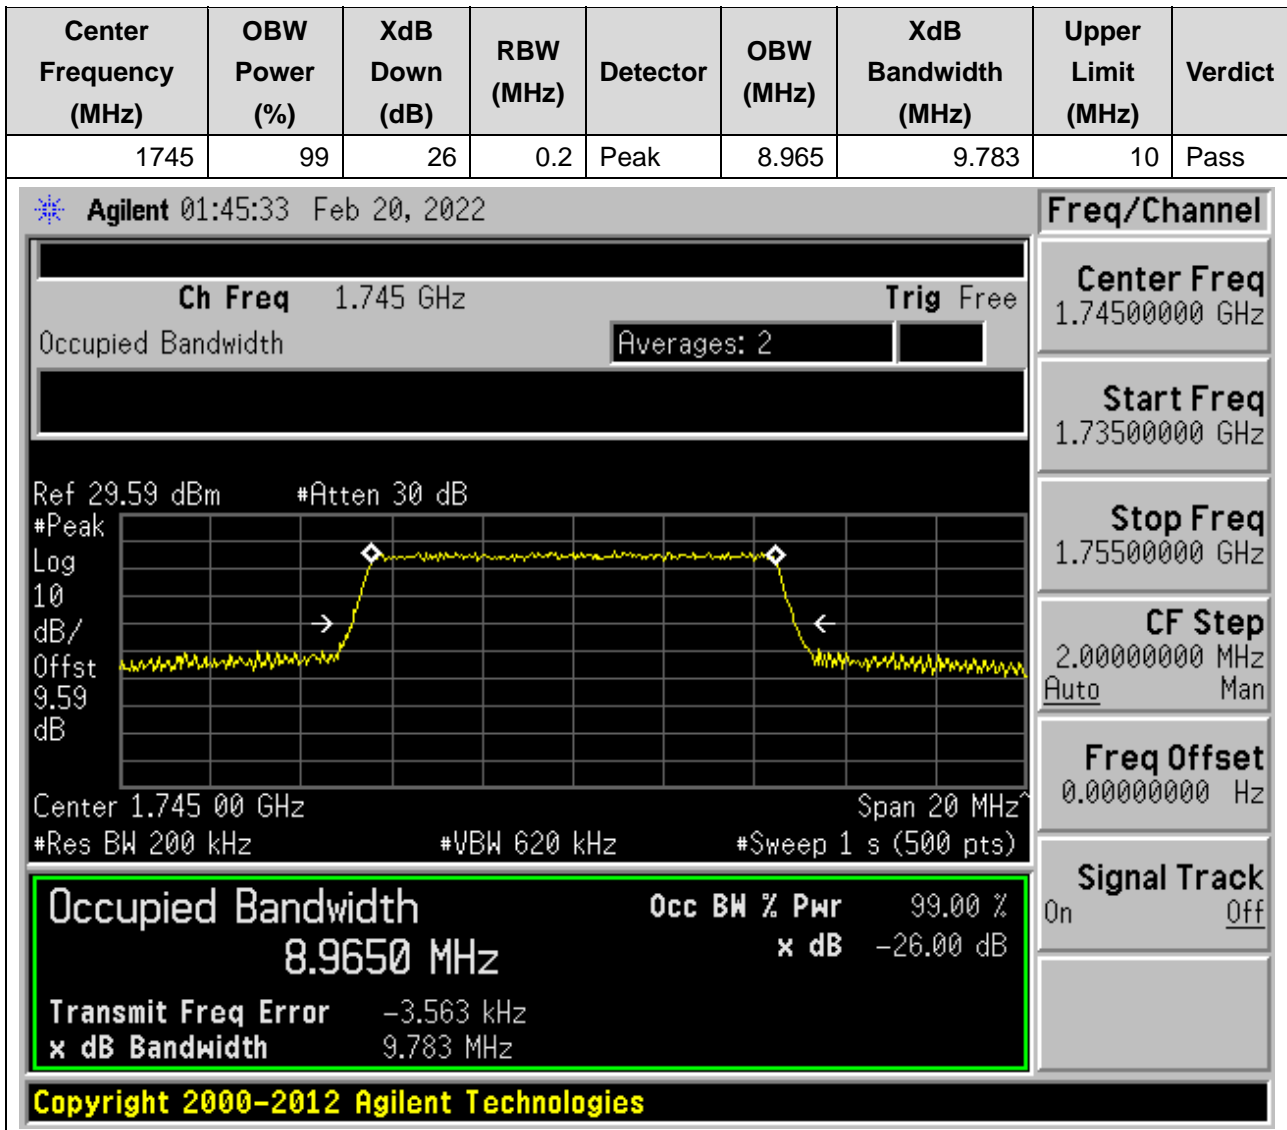 Center Frequency (MHz) OBW Power (%) XdB Down (dB) RBW (MHz) Detector OBW (MHz) XdB Bandwidth (MHz) Upper Limit (MHz) Verdict
1745 99 26 0.2 Peak 8.965 9.783 10 Pass
Agilent 01:45:33 Feb 20, 2022
Freq/Channel
Ch Freq 1.745 GHz Trig Free
Occupied Bandwidth Averages: 2
Ref 29.59 dBm #Atten 30 dB
#Peak
Log
10
dB/
Offst
9.59
dB
Center 1.745 00 GHz Span 20 MHz^
#Res BW 200 kHz #VBW 620 kHz #Sweep 1 s (500 pts)
Occupied Bandwidth Occ BW % Pwr 99.00 %
8.9650 MHz x dB -26.00 dB
Transmit Freq Error -3.563 kHz
x dB Bandwidth 9.783 MHz
Center Freq
1.74500000 GHz
Start Freq
1.73500000 GHz
Stop Freq
1.75500000 GHz
CF Step
2.00000000 MHz
Auto Man
Freq Offset
0.00000000 Hz
Signal Track
On Off
Copyright 2000-2012 Agilent Technologies